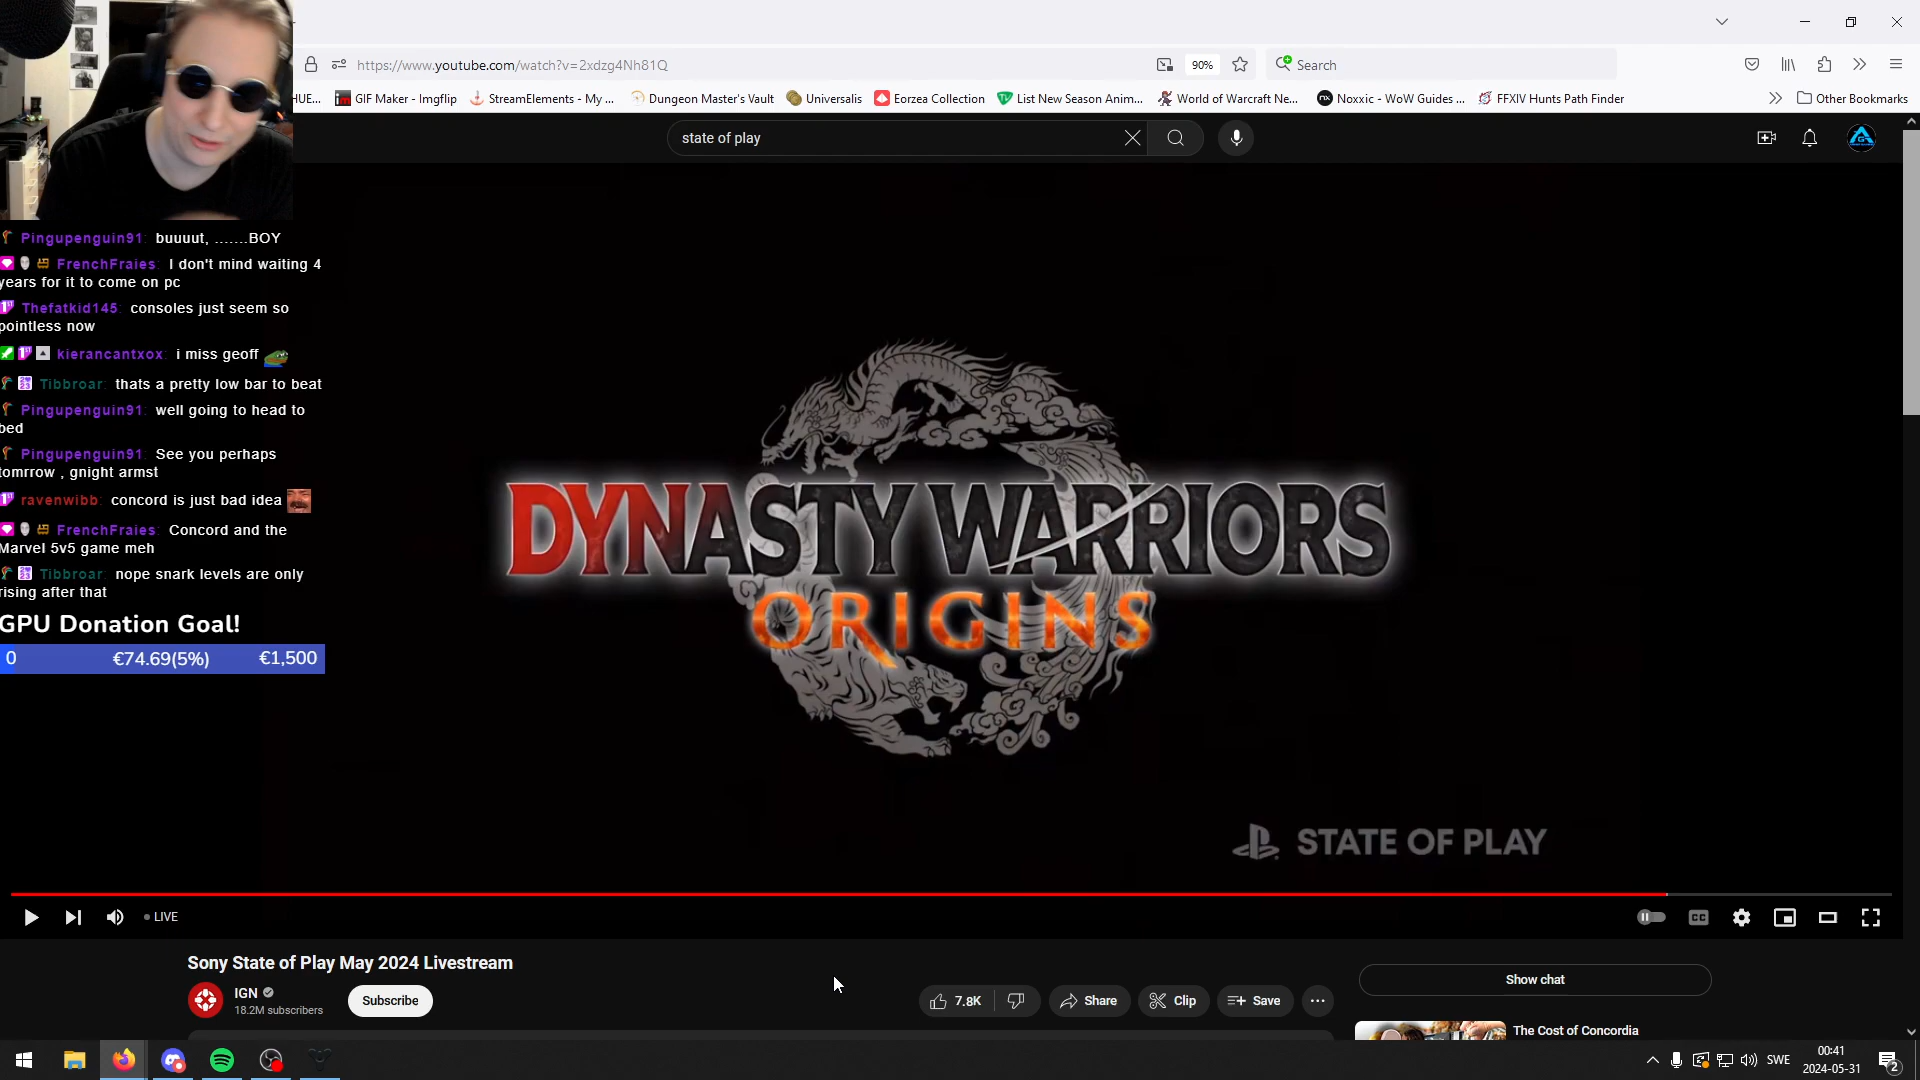 https://www.youtube.com/watch?v=2xdzg4Nh81Q
90%
Search
HUE...
GIF Maker - Imgflip
StreamElements - My ...
Dungeon Master's Vault
Universalis
Eorzea Collection
List New Season Anim...
World of Warcraft Ne...
Noxxic - WoW Guides ...
FFXIV Hunts Path Finder
Other Bookmarks
state of play
Pingupenguin91: buuuut, .......BOY
FrenchFraies: I don't mind waiting 4
years for it to come on pc
Thefatkid145: consoles just seem so
pointless now
kierancantxox: i miss geoff
Tibbroar: thats a pretty low bar to beat
Pingupenguin91: well going to head to
bed
Pingupenguin91: See you perhaps
tomrrow , gnight armst
ravenwibb: concord is just bad idea
FrenchFraies: Concord and the
Marvel 5v5 game meh
Tibbroar: nope snark levels are only
rising after that
GPU Donation Goal!
0 €74.69(5%) €1,500
DYNASTY WARRIORS
ORIGINS
STATE OF PLAY
LIVE
CC
Sony State of Play May 2024 Livestream
IGN
18.2M subscribers
Subscribe
7.8K
Share
Clip
Save
Show chat
The Cost of Concordia
SWE
00:41
2024-05-31
2